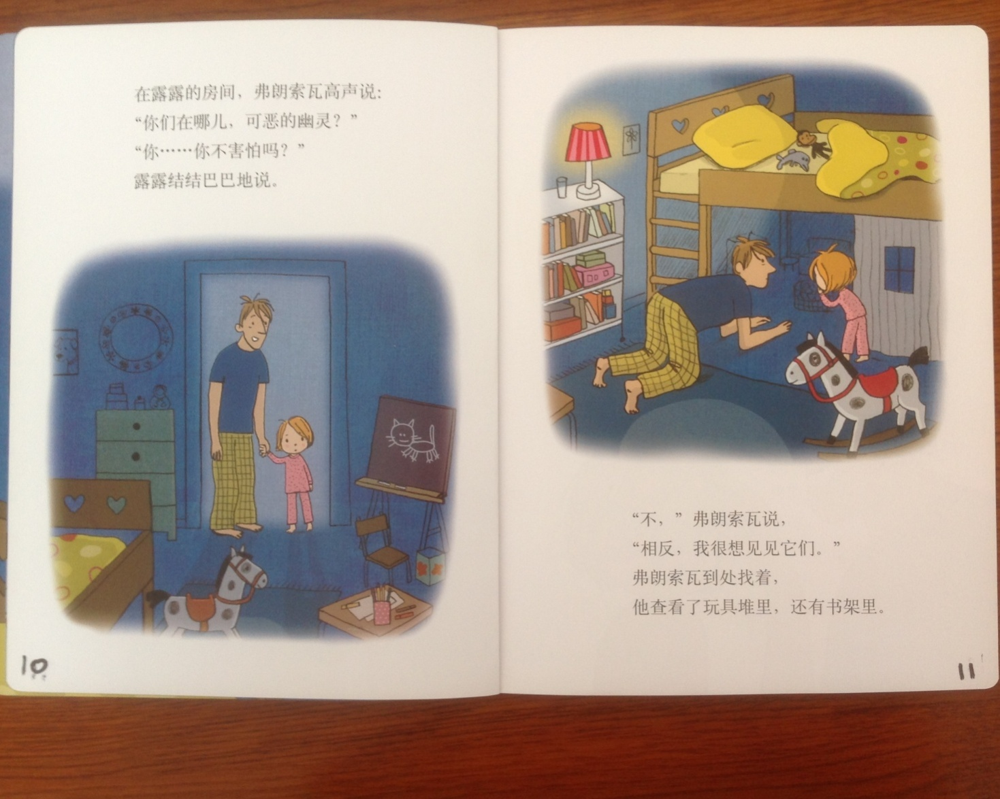 在露露的房间，弗朗索瓦高声说：
“你们在哪儿，可恶的幽灵？”
“你……你不害怕吗？”
露露结结巴巴地说。
10
“不，”弗朗索瓦说，
“相反，我很想见见它们。”
弗朗索瓦到处找着，
他查看了玩具堆里，还有书架里。
11